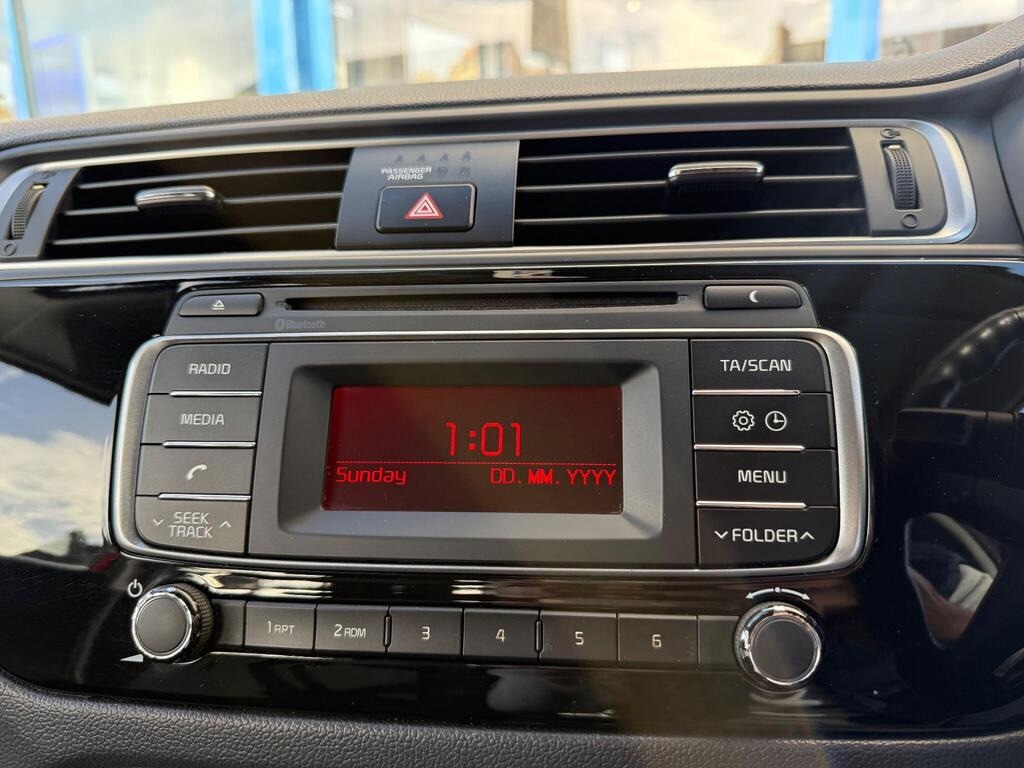 PASSENGER
AIRBAG
Bluetooth
RADIO
MEDIA
SEEK
TRACK
1:01
Sunday DD.MM.YYYY
TA/SCAN
MENU
FOLDER
1 RPT 2 RDM 3 4 5 6